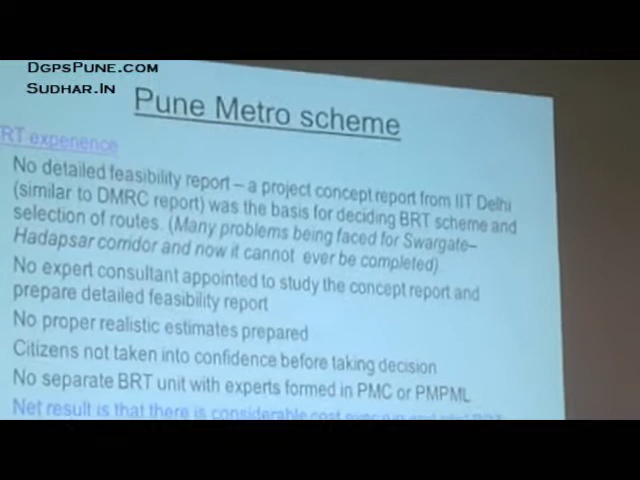 DgpsPune.com
Sudhar.In
Pune Metro scheme
RT experience
No detailed feasibility report – a project concept report from IIT Delhi
(similar to DMRC report) was the basis for deciding BRT scheme and
selection of routes. (Many problems being faced for Swargate–
Hadapsar corridor and now it cannot ever be completed)
No expert consultant appointed to study the concept report and
prepare detailed feasibility report
No proper realistic estimates prepared
Citizens not taken into confidence before taking decision
No separate BRT unit with experts formed in PMC or PMPML
Net result is that there is considerable cost